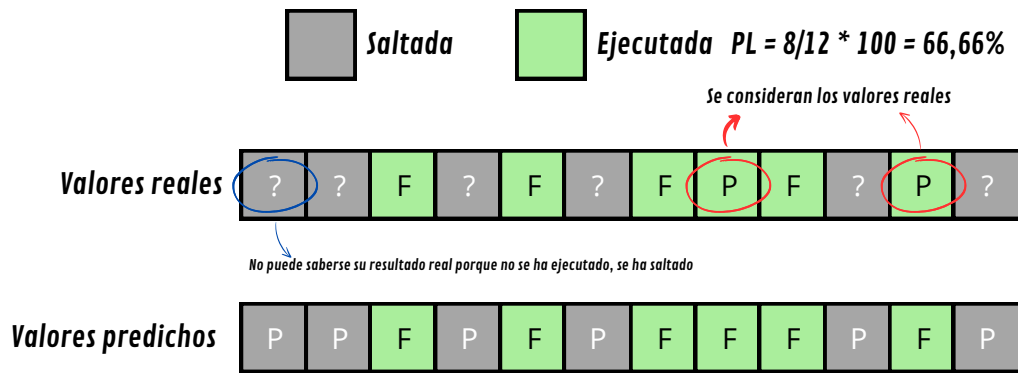 Saltada
Ejecutada PL = 8/12 * 100 = 66,66%
Se consideran los valores reales
Valores reales ? ? F ? F ? F P F ? P ?
No puede saberse su resultado real porque no se ha ejecutado, se ha saltado
Valores predichos P P F P F P F F F P F P